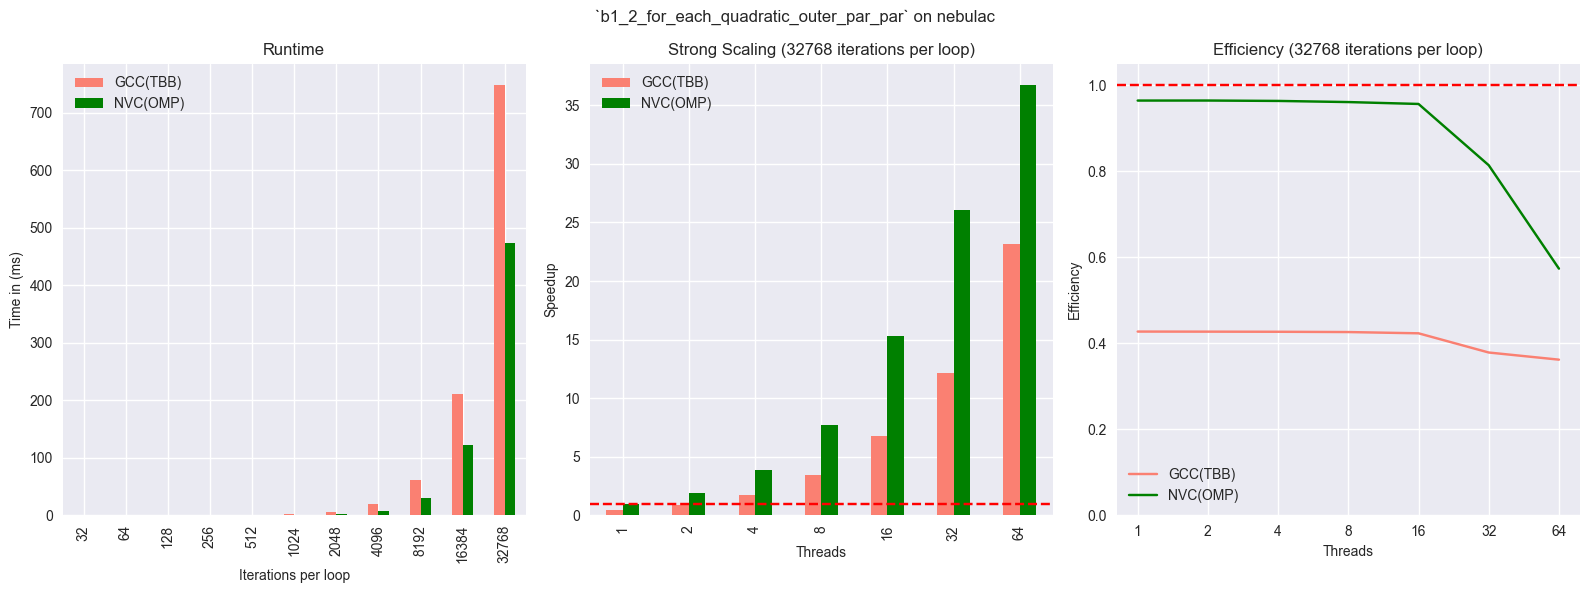 `b1_2_for_each_quadratic_outer_par_par` on nebulac
Runtime
GCC(TBB)
NVC(OMP)
700
600
500
400
300
200
100
0
Time in (ms)
32
64
128
256
512
1024
2048
4096
8192
16384
32768
Iterations per loop
Strong Scaling (32768 iterations per loop)
GCC(TBB)
NVC(OMP)
35
30
25
20
15
10
5
0
Speedup
1
2
4
8
16
32
64
Threads
Efficiency (32768 iterations per loop)
1.0
0.8
0.6
0.4
0.2
0.0
Efficiency
GCC(TBB)
NVC(OMP)
1
2
4
8
16
32
64
Threads